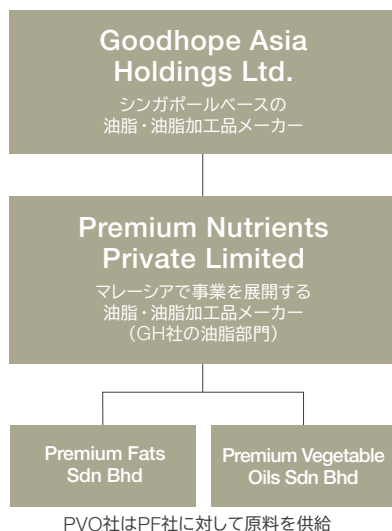 Goodhope Asia
Holdings Ltd.
シンガポールベースの
油脂・油脂加工品メーカー
Premium Nutrients
Private Limited
マレーシアで事業を展開する
油脂・油脂加工品メーカー
（GH社の油脂部門）
Premium Fats
Sdn Bhd
Premium Vegetable
Oils Sdn Bhd
PVO社はPF社に対して原料を供給